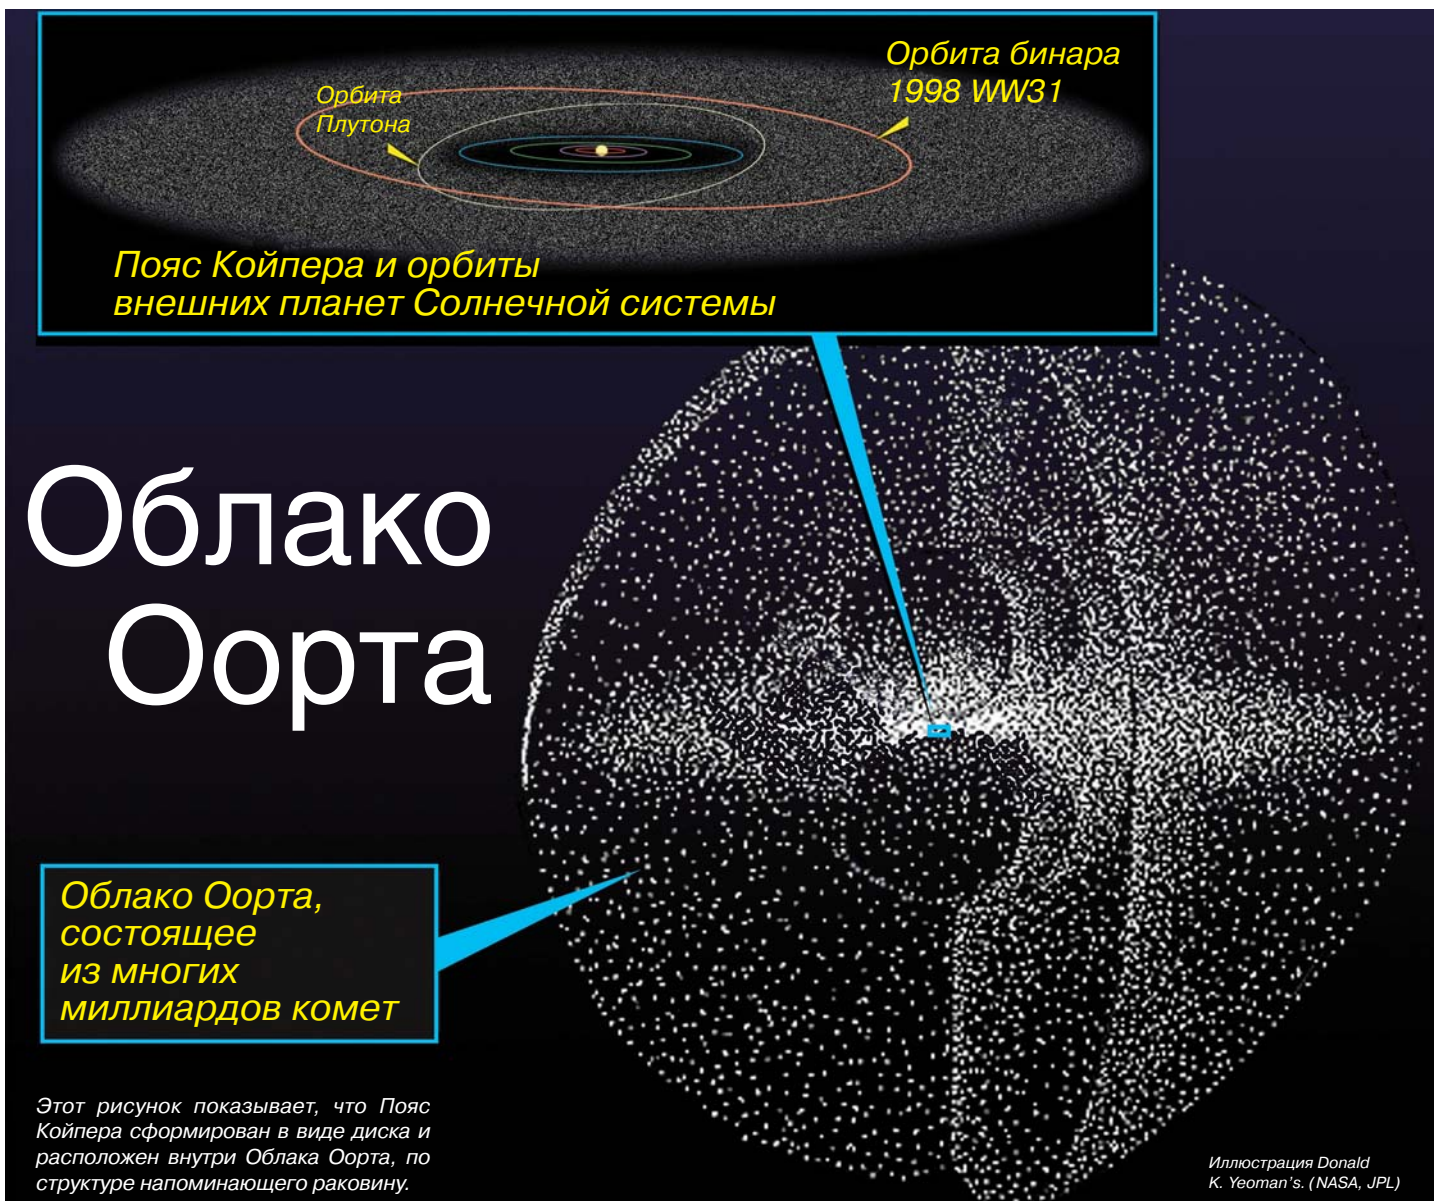 Орбита бинара
1998 WW31
Орбита
Плутона
Пояс Койпера и орбиты
внешних планет Солнечной системы
Облако
Оорта
Облако Оорта,
состоящее
из многих
миллиардов комет
Этот рисунок показывает, что Пояс
Койпера сформирован в виде диска и
расположен внутри Облака Оорта, по
структуре напоминающего раковину.
Иллюстрация Donald
K. Yeoman's. (NASA, JPL)